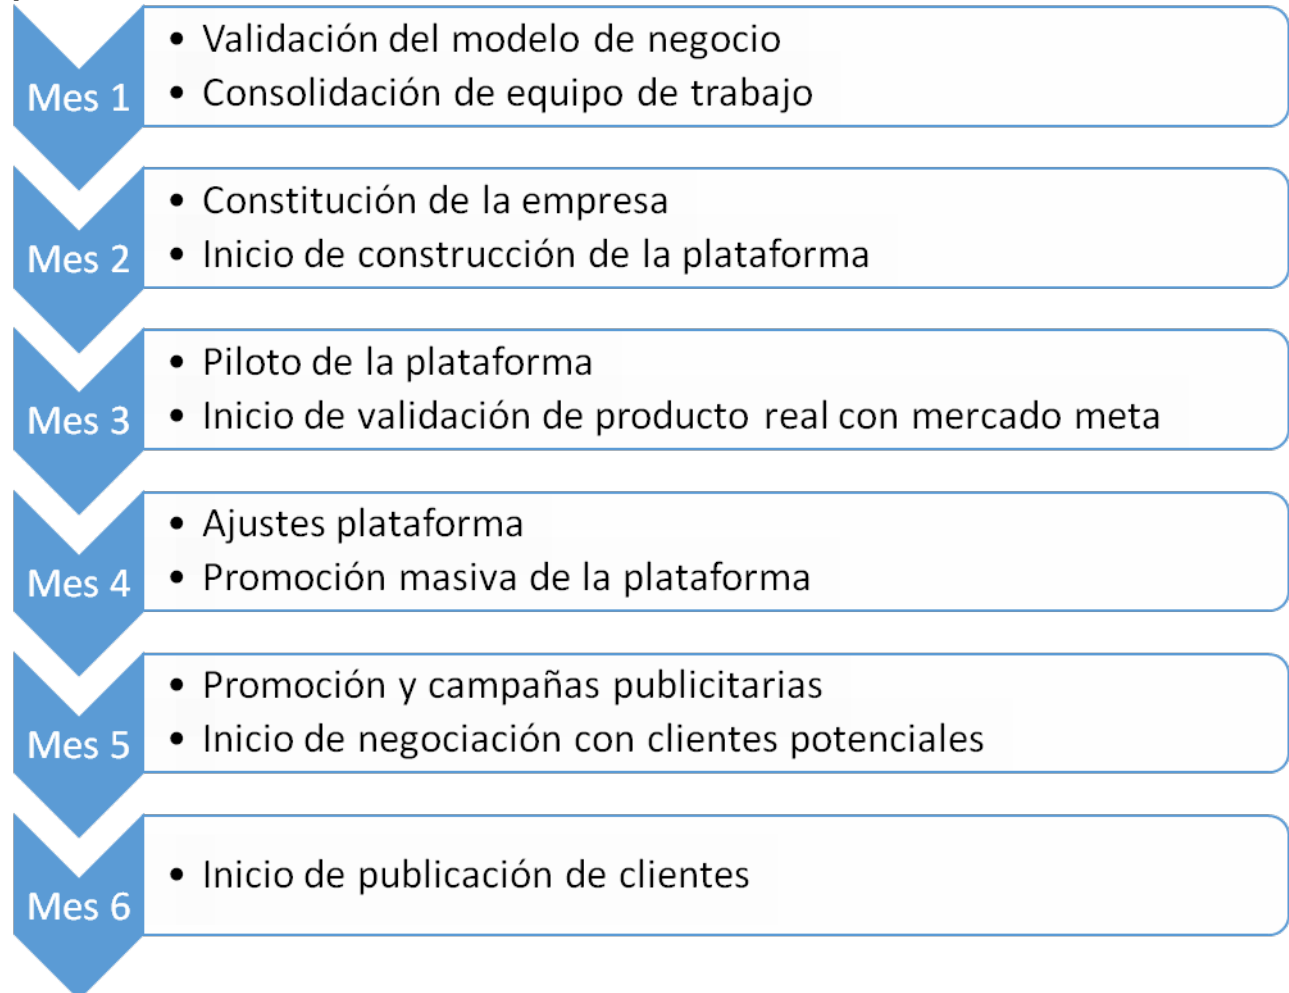 Mes 1
• Validación del modelo de negocio
• Consolidación de equipo de trabajo
Mes 2
• Constitución de la empresa
• Inicio de construcción de la plataforma
Mes 3
• Piloto de la plataforma
• Inicio de validación de producto real con mercado meta
Mes 4
• Ajustes plataforma
• Promoción masiva de la plataforma
Mes 5
• Promoción y campañas publicitarias
• Inicio de negociación con clientes potenciales
Mes 6
• Inicio de publicación de clientes